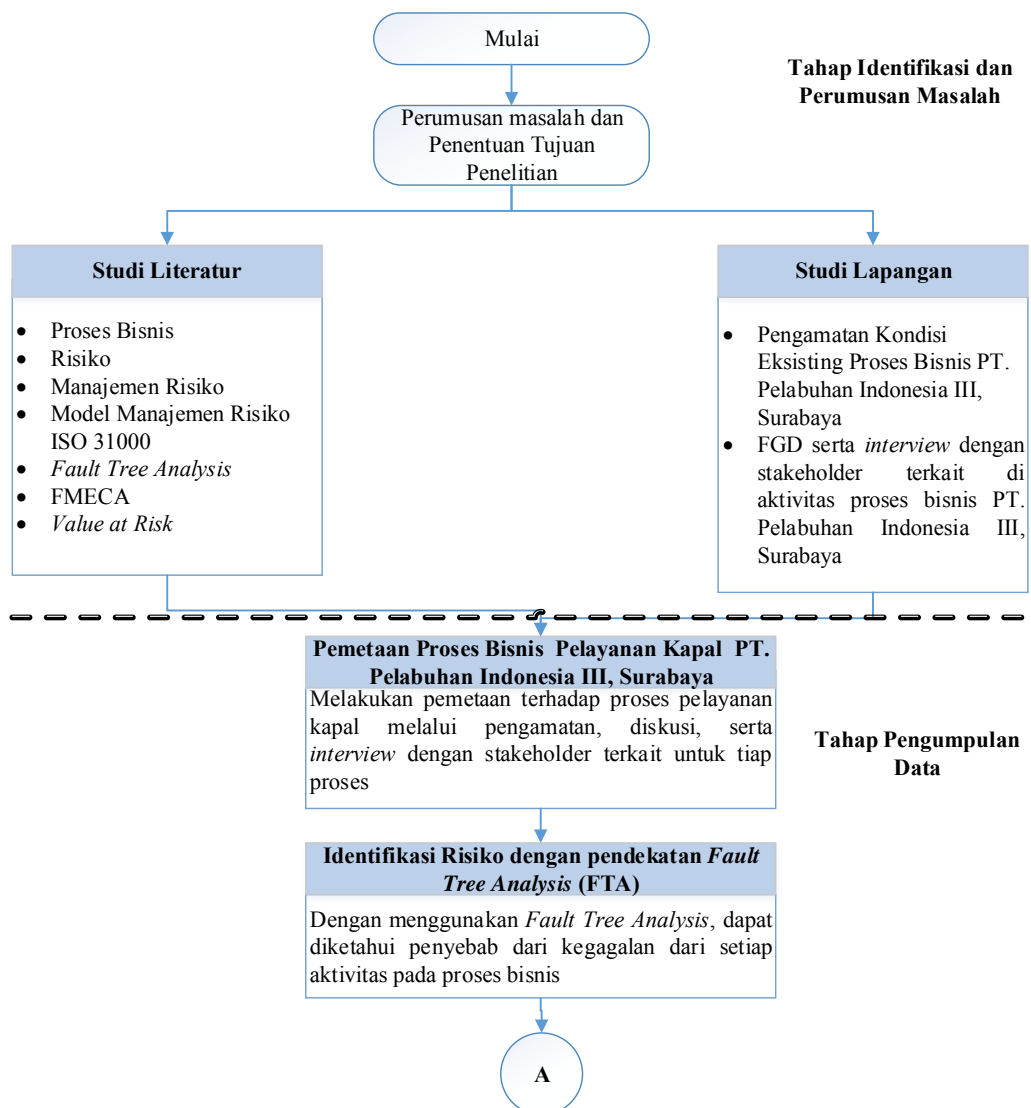 Mulai
Tahap Identifikasi dan
Perumusan Masalah
Perumusan masalah dan
Penentuan Tujuan
Penelitian
Studi Literatur
• Proses Bisnis
• Risiko
• Manajemen Risiko
• Model Manajemen Risiko
ISO 31000
• Fault Tree Analysis
• FMECA
• Value at Risk
Studi Lapangan
• Pengamatan Kondisi
Eksisting Proses Bisnis PT.
Pelabuhan Indonesia III,
Surabaya
• FGD serta interview dengan
stakeholder terkait di
aktivitas proses bisnis PT.
Pelabuhan Indonesia III,
Surabaya
Pemetaan Proses Bisnis Pelayanan Kapal PT.
Pelabuhan Indonesia III, Surabaya
Melakukan pemetaan terhadap proses pelayanan
kapal melalui pengamatan, diskusi, serta
interview dengan stakeholder terkait untuk tiap
proses
Tahap Pengumpulan
Data
Identifikasi Risiko dengan pendekatan Fault
Tree Analysis (FTA)
Dengan menggunakan Fault Tree Analysis, dapat
diketahui penyebab dari kegagalan dari setiap
aktivitas pada proses bisnis
A